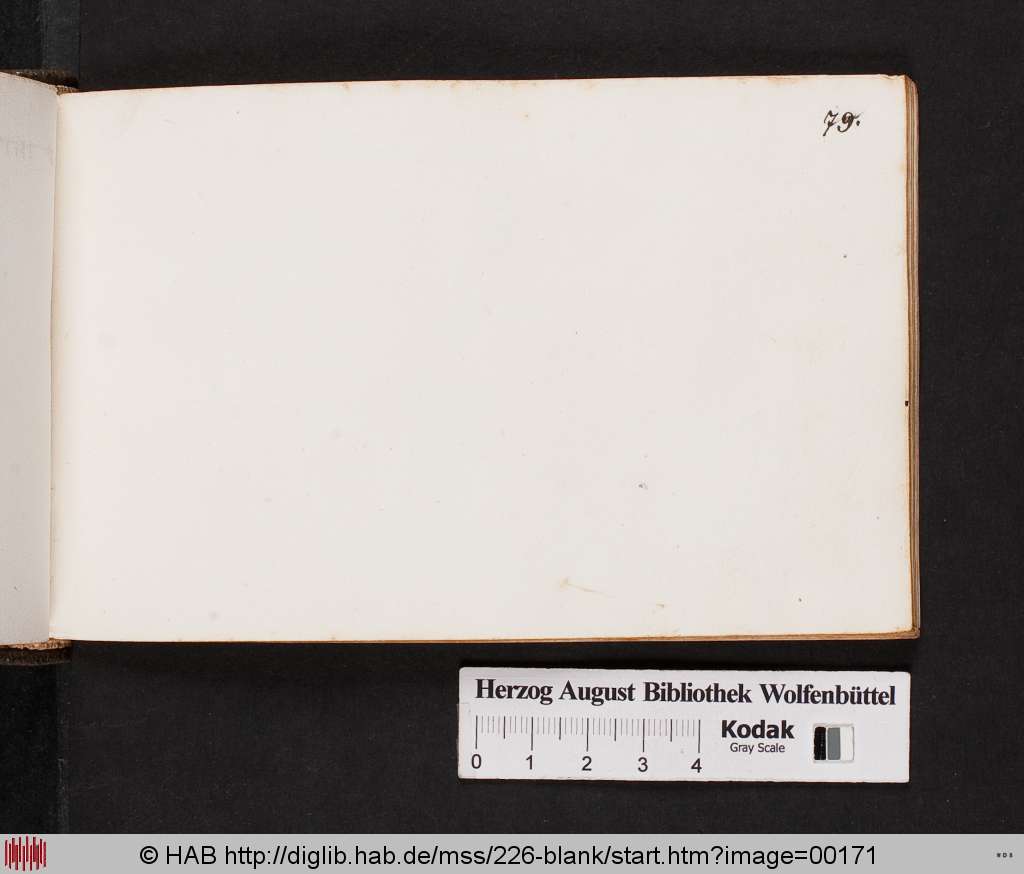 79.
Herzog August Bibliothek Wolfenbüttel
Kodak
Gray Scale
0 1 2 3 4
© HAB http://diglib.hab.de/mss/226-blank/start.htm?image=00171
WDB